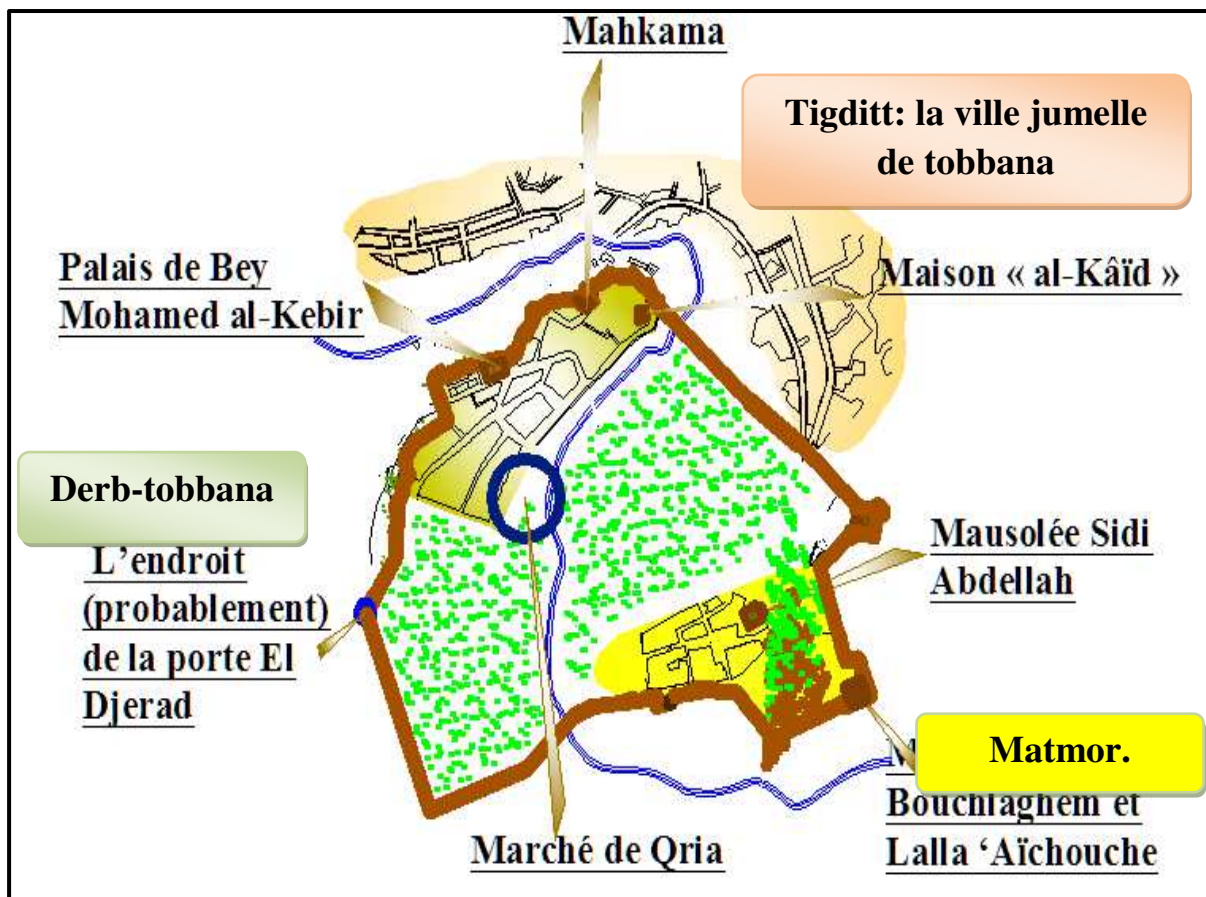 Mahkama
Tigditt: la ville jumelle
de tobbana
Palais de Bey
Mohamed al-Kebir
Maison « al-Kâïd »
Derb-tobbana
L’endroit
(probablement)
de la porte El
Djerad
Mausolée Sidi
Abdellah
Matmor.
Bouchlaghem et
Lalla ‘Aïchouche
Marché de Qria